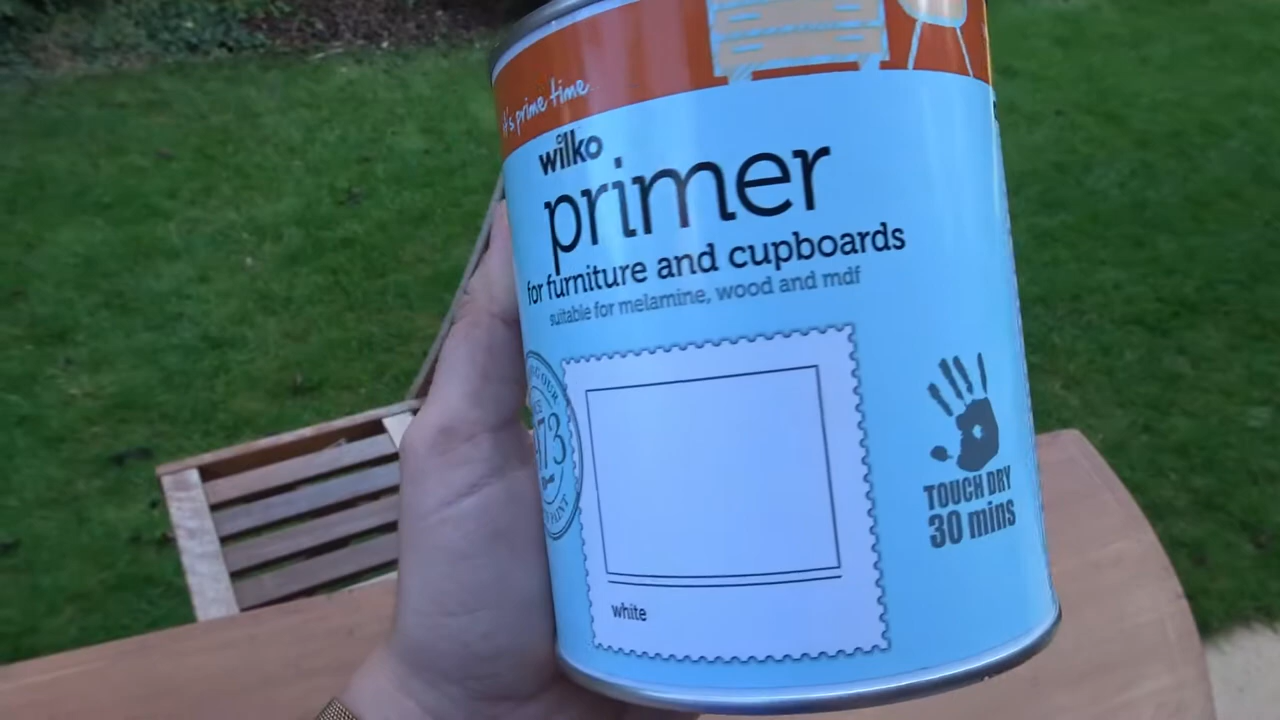 it's prime time
wilko
primer
for furniture and cupboards
suitable for melamine, wood and mdf
73
white
TOUCH DRY
30 mins